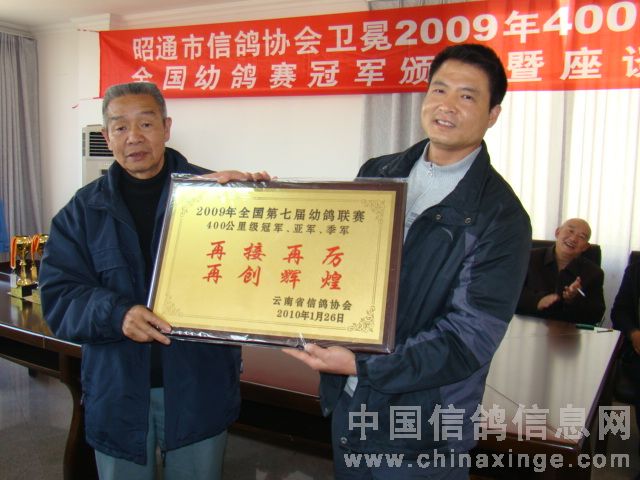 昭通市信鸽协会卫冕2009年400
全国幼鸽赛冠军颁 暨座谈
2009年全国第七届幼鸽联赛
400公里级冠军、亚军、季军
再接再厉
再创辉煌
云南省信鸽协会
2010年1月26日
中国信鸽信息网
www.chinaxinge.com